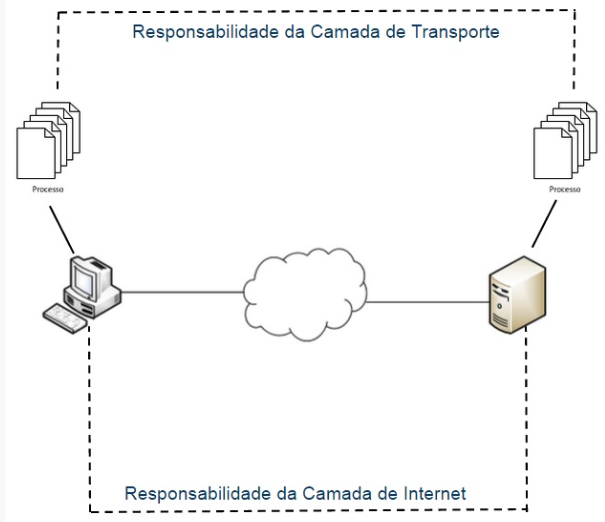 Responsabilidade da Camada de Transporte
Processo
Processo
Responsabilidade da Camada de Internet